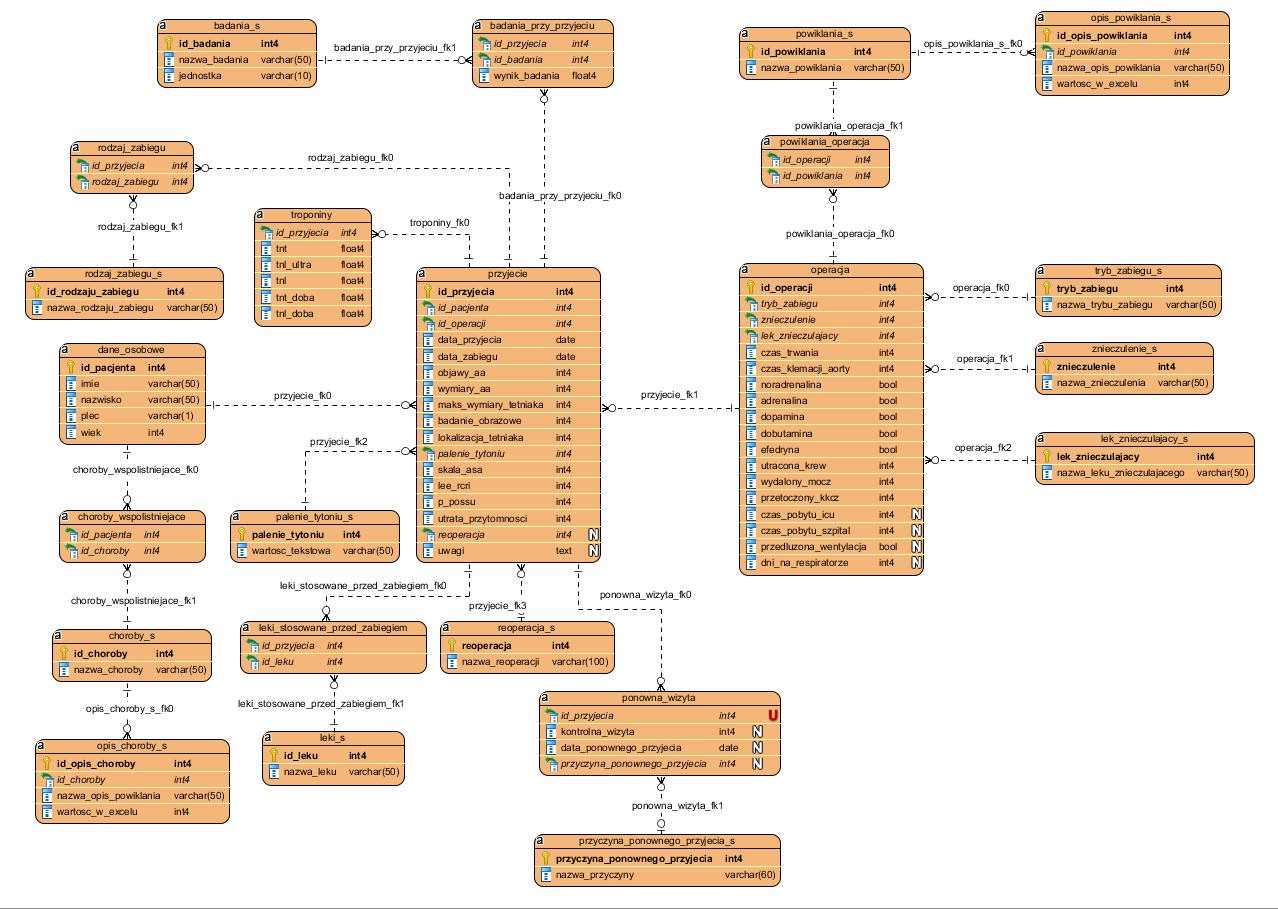 badania_s
id_badania int4
nazwa_badania varchar(50)
jednostka varchar(10)
badania_przy_przyjeciu_fk1
badania_przy_przyjeciu
id_przyjecia int4
id_badania int4
wynik_badania float4
powiklania_s
id_powiklania int4
nazwa_powiklania varchar(50)
opis_powiklania_s_fk0
opis_powiklania_s
id_opis_powiklania int4
id_powiklania int4
nazwa_opis_powiklania varchar(50)
wartosc_w_excelu int4
powiklania_operacja_fk1
powiklania_operacja
id_operacji int4
id_powiklania int4
powiklania_operacja_fk0
rodzaj_zabiegu
id_przyjecia int4
rodzaj_zabiegu int4
rodzaj_zabiegu_fk0
badania_przy_przyjeciu_fk0
rodzaj_zabiegu_fk1
rodzaj_zabiegu_s
id_rodzaju_zabiegu int4
nazwa_rodzaju_zabiegu varchar(50)
troponiny
id_przyjecia int4
tnt float4
tnI_ultra float4
tnI float4
tnt_doba float4
tnI_doba float4
troponiny_fk0
przyjecie
id_przyjecia int4
id_pacjenta int4
id_operacji int4
data_przyjecia date
data_zabiegu date
objawy_aa int4
wymiary_aa int4
maks_wymiary_tetniaka int4
badanie_obrazowe int4
lokalizacja_tetniaka int4
palenie_tytoniu int4
skala_asa int4
lee_rcri int4
p_possu int4
utrata_przytomnosci int4
reoperacja int4 N
uwagi text N
operacja
id_operacji int4
tryb_zabiegu int4
znieczulenie int4
lek_znieczulajacy int4
czas_trwania int4
czas_klemacji_aorty int4
noradrenalina bool
adrenalina bool
dopamina bool
dobutamina bool
efedryna bool
utracona_krew int4
wydalony_mocz int4
przetoczony_kkcz int4
czas_pobytu_icu int4 N
czas_pobytu_szpital int4 N
przedluzona_wentylacja bool N
dni_na_respiratorze int4 N
operacja_fk0
tryb_zabiegu_s
tryb_zabiegu int4
nazwa_trybu_zabiegu varchar(50)
operacja_fk1
znieczulenie_s
znieczulenie int4
nazwa_znieczulenia varchar(50)
operacja_fk2
lek_znieczulajacy_s
lek_znieczulajacy int4
nazwa_leku_znieczulajacego varchar(50)
przyjecie_fk1
dane_osobowe
id_pacjenta int4
imie varchar(50)
nazwisko varchar(50)
plec varchar(1)
wiek int4
przyjecie_fk0
przyjecie_fk2
choroby_wspolistniejace_fk0
choroby_wspolistniejace
id_pacjenta int4
id_choroby int4
palenie_tytoniu_s
palenie_tytoniu int4
wartosc_tekstowa varchar(50)
choroby_wspolistniejace_fk1
leki_stosowane_przed_zabiegiem_fk0
przyjecie_fk3
ponowna_wizyta_fk0
choroby_s
id_choroby int4
nazwa_choroby varchar(50)
leki_stosowane_przed_zabiegiem
id_przyjecia int4
id_leku int4
reoperacja_s
reoperacja int4
nazwa_reoperacji varchar(100)
opis_choroby_s_fk0
leki_stosowane_przed_zabiegiem_fk1
opis_choroby_s
id_opis_choroby int4
id_choroby int4
nazwa_opis_powiklania varchar(50)
wartosc_w_excelu int4
leki_s
id_leku int4
nazwa_leku varchar(50)
ponowna_wizyta
id_przyjecia int4 U
kontrolna_wizyta int4 N
data_ponownego_przyjecia date N
przyczyna_ponownego_przyjecia int4 N
ponowna_wizyta_fk1
przyczyna_ponownego_przyjecia_s
przyczyna_ponownego_przyjecia int4
nazwa_przyczyny varchar(60)